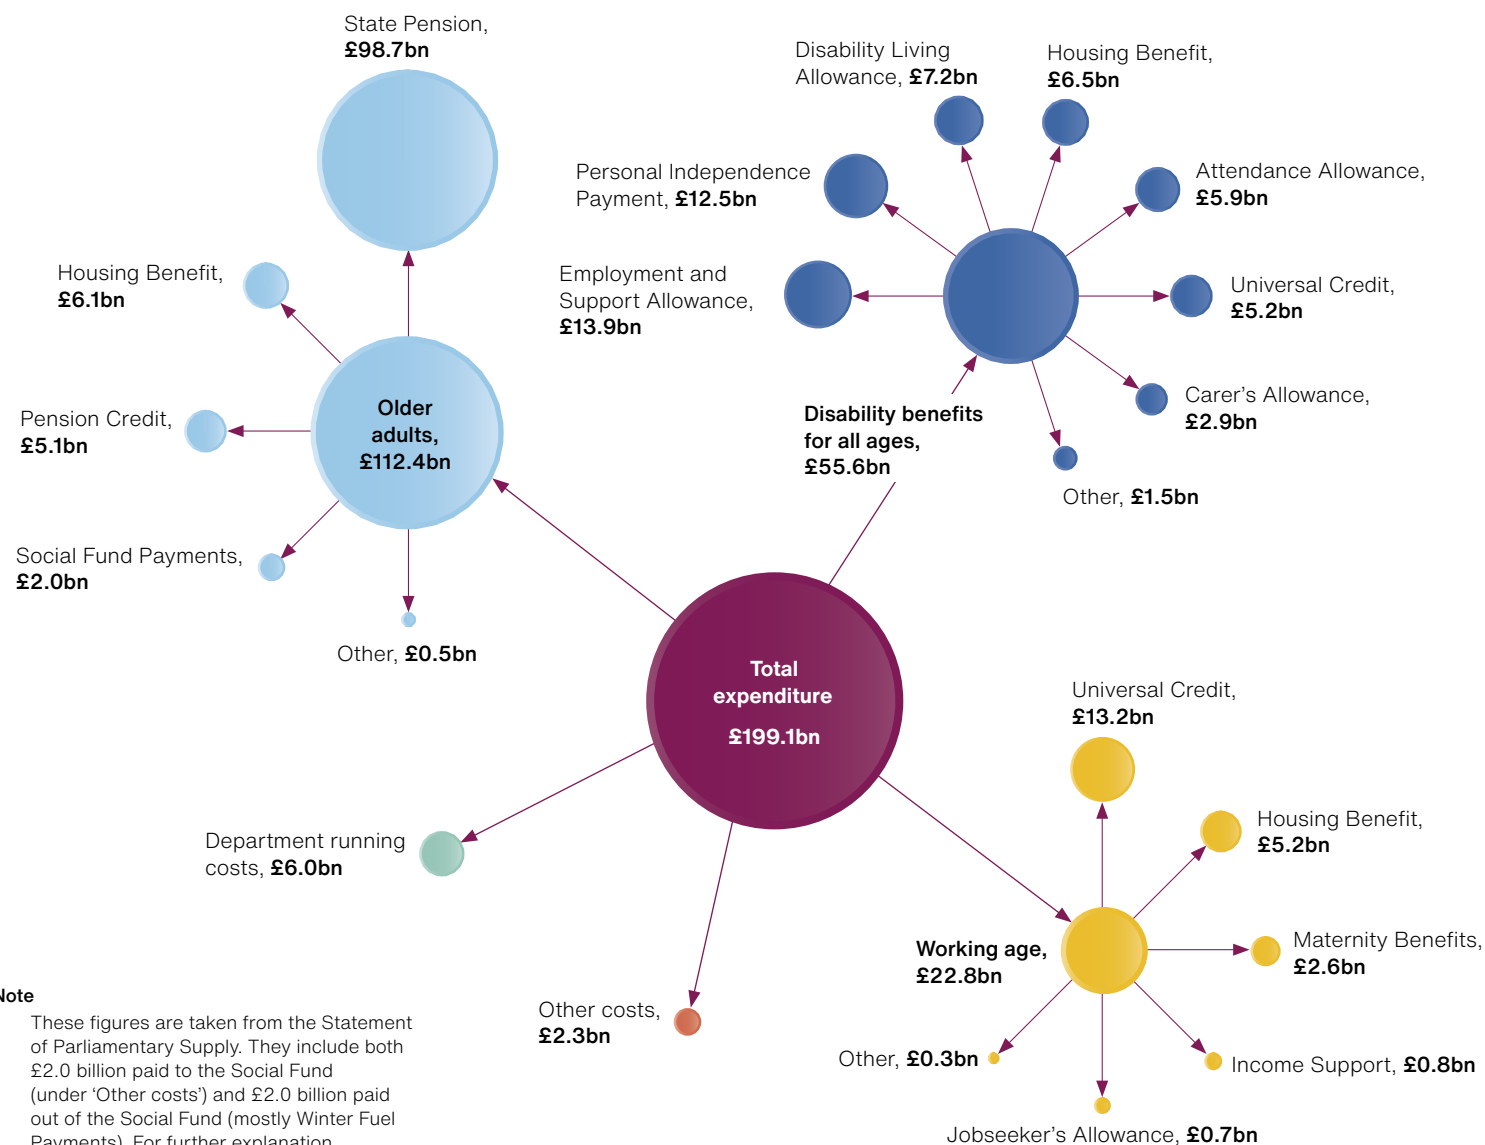 State Pension,
£98.7bn
Housing Benefit,
£6.1bn
Pension Credit,
£5.1bn
Social Fund Payments,
£2.0bn
Other, £0.5bn
Older
adults,
£112.4bn
Disability Living
Allowance, £7.2bn
Housing Benefit,
£6.5bn
Personal Independence
Payment, £12.5bn
Attendance Allowance,
£5.9bn
Employment and
Support Allowance,
£13.9bn
Universal Credit,
£5.2bn
Carer’s Allowance,
£2.9bn
Other, £1.5bn
Disability benefits
for all ages,
£55.6bn
Total
expenditure
£199.1bn
Department running
costs, £6.0bn
Other costs,
£2.3bn
Universal Credit,
£13.2bn
Housing Benefit,
£5.2bn
Maternity Benefits,
£2.6bn
Working age,
£22.8bn
Other, £0.3bn
Income Support, £0.8bn
Jobseeker’s Allowance, £0.7bn
Note
These figures are taken from the Statement
of Parliamentary Supply. They include both
£2.0 billion paid to the Social Fund
(under ‘Other costs’) and £2.0 billion paid
out of the Social Fund (mostly Winter Fuel
Payments). For further explanation